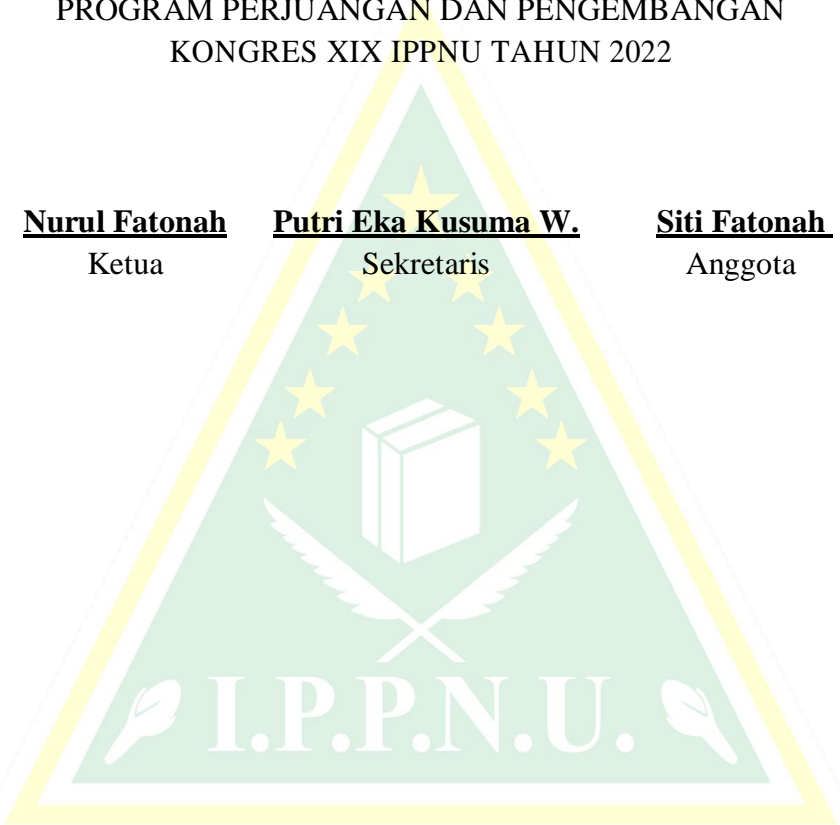 PROGRAM PERJUANGAN DAN PENGEMBANGAN
KONGRES XIX IPPNU TAHUN 2022
Nurul Fatonah Putri Eka Kusuma W. Siti Fatonah
Ketua Sekretaris Anggota
I.P.P.N.U.